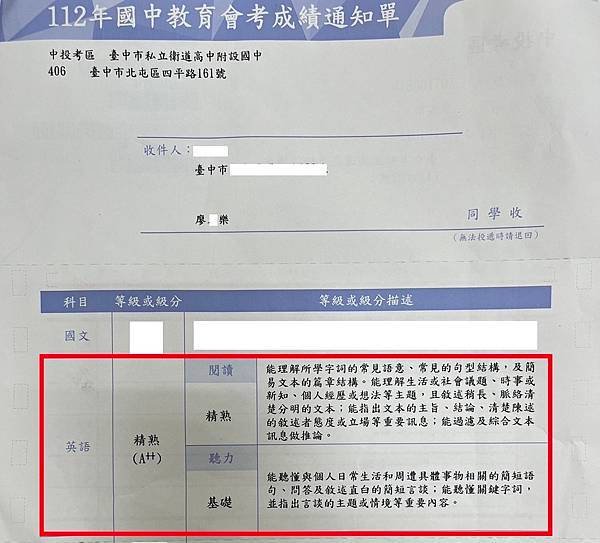 112年國中教育會考成績通知單
中投考區 臺中市私立衛道高中附設國中
406 臺中市北屯區四平路161號
收件人：
臺中市
廖 樂
同學收
(無法投遞時請退回)
科目 等級或級分 等級或級分描述
國文
英語
精熟
(A++)
閱讀
精熟
能理解所學字詞的常見語意、常見的句型結構，及簡
易文本的篇章結構。能理解生活或社會議題、時事或
新知、個人經歷或想法等主題，且敘述稍長、脈絡清
楚分明的文本；能指出文本的主旨、結論、清楚陳述
的敘述者態度或立場等重要訊息；能過濾及綜合文本
訊息做推論。
聽力
基礎
能聽懂與個人日常生活和周遭具體事物相關的簡短語
句、問答及敘述直白的簡短言談；能聽懂關鍵字詞，
並指出言談的主題或情境等重要內容。